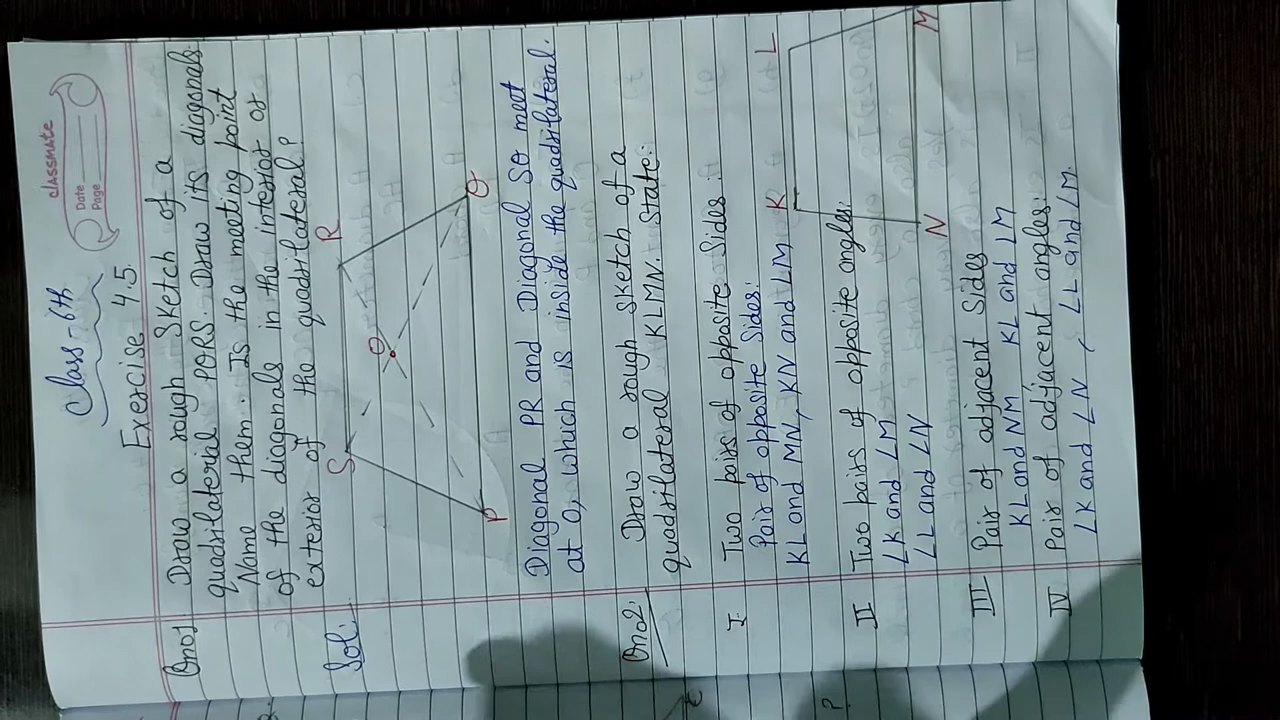 classmate
Date
Page
Class - 6th
Exercise 4.5
Qno1 Draw a rough sketch of a
quadrilaterial PQRS. Draw its diagonals.
Name them. Is the meeting point
of the diagonals in the interior or
exterior of the quadrilateral?
Sol:
S
R
O
P
Q
Diagonal PR and Diagonal SQ meet
at O, which is inside the quadrilateral.
Qno2. Draw a rough sketch of a
quadrilateral KLMN. State:
I Two pairs of opposite sides:
Pair of opposite sides:
KL and MN, KN and LM
K
L
N
M
II Two pairs of opposite angles:
∠K and ∠M
∠L and ∠N
III Pair of adjacent sides
KL and NM, KL and LM
IV Pair of adjacent angles:
∠K and ∠N, ∠L and ∠M.